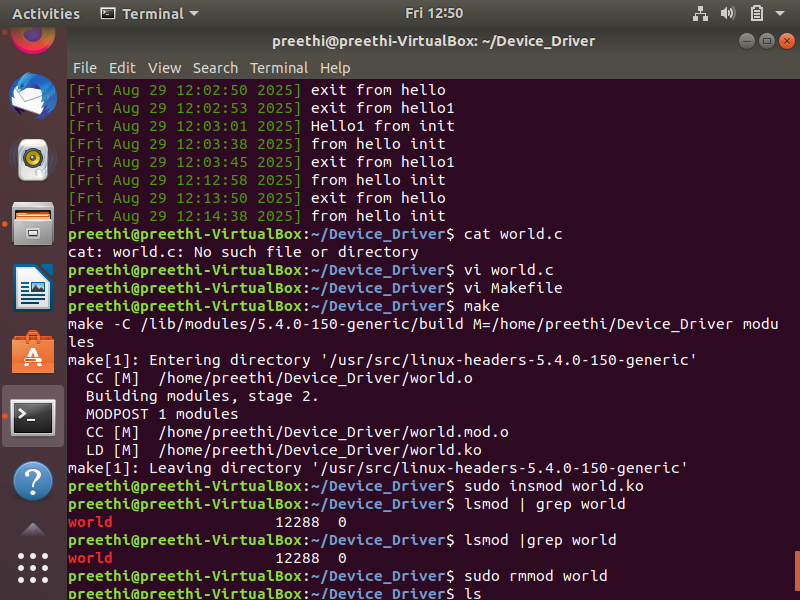 Activities Terminal Fri 12:50
preethi@preethi-VirtualBox: ~/Device_Driver
File Edit View Search Terminal Help
[Fri Aug 29 12:02:50 2025] exit from hello
[Fri Aug 29 12:02:53 2025] exit from hello1
[Fri Aug 29 12:03:01 2025] Hello1 from init
[Fri Aug 29 12:03:38 2025] from hello init
[Fri Aug 29 12:03:45 2025] exit from hello1
[Fri Aug 29 12:12:58 2025] from hello init
[Fri Aug 29 12:13:50 2025] exit from hello
[Fri Aug 29 12:14:38 2025] from hello init
preethi@preethi-VirtualBox:~/Device_Driver$ cat world.c
cat: world.c: No such file or directory
preethi@preethi-VirtualBox:~/Device_Driver$ vi world.c
preethi@preethi-VirtualBox:~/Device_Driver$ vi Makefile
preethi@preethi-VirtualBox:~/Device_Driver$ make
make -C /lib/modules/5.4.0-150-generic/build M=/home/preethi/Device_Driver modu
les
make[1]: Entering directory '/usr/src/linux-headers-5.4.0-150-generic'
  CC [M]  /home/preethi/Device_Driver/world.o
  Building modules, stage 2.
  MODPOST 1 modules
  CC [M]  /home/preethi/Device_Driver/world.mod.o
  LD [M]  /home/preethi/Device_Driver/world.ko
make[1]: Leaving directory '/usr/src/linux-headers-5.4.0-150-generic'
preethi@preethi-VirtualBox:~/Device_Driver$ sudo insmod world.ko
preethi@preethi-VirtualBox:~/Device_Driver$ lsmod | grep world
world                  12288  0
preethi@preethi-VirtualBox:~/Device_Driver$ lsmod |grep world
world                  12288  0
preethi@preethi-VirtualBox:~/Device_Driver$ sudo rmmod world
preethi@preethi-VirtualBox:~/Device_Driver$ ls